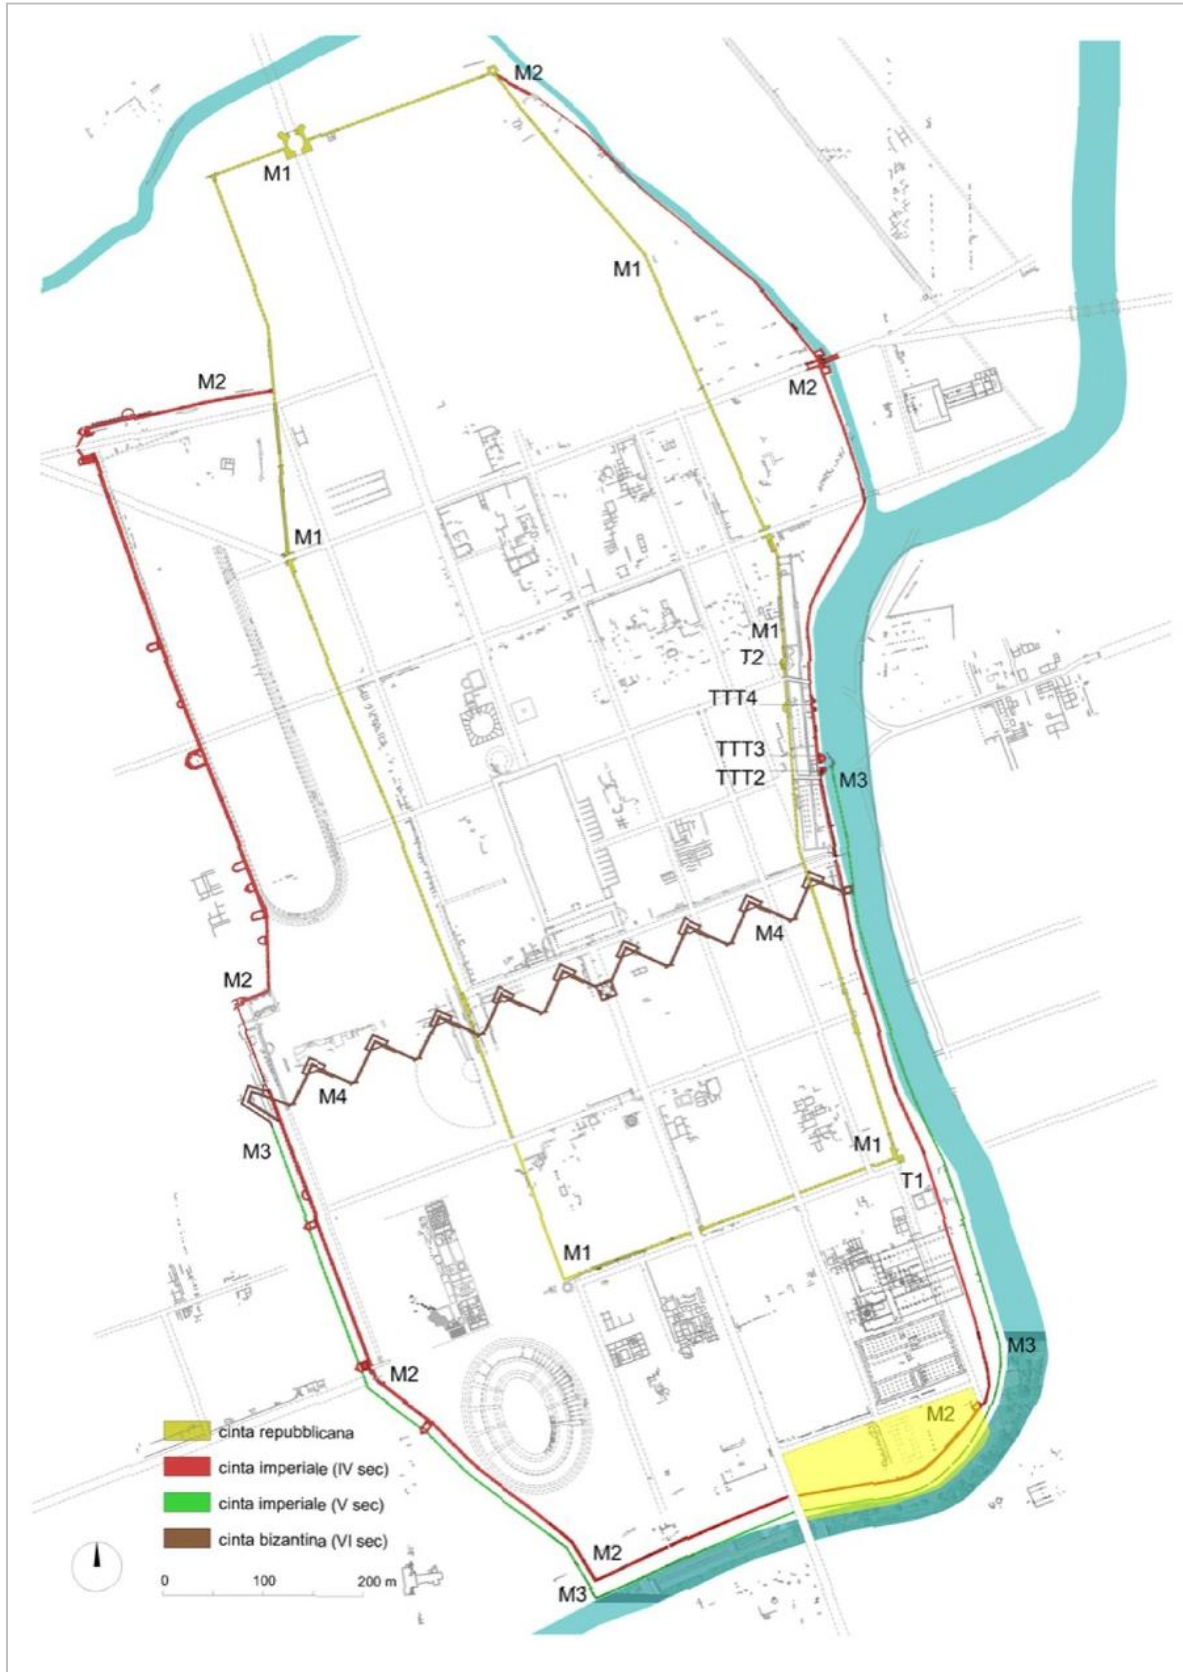 M2
M1
M1
M2
M2
M1
M1
T2
TTT4
TTT3
TTT2
M3
M4
M2
M4
M3
M1
T1
M1
M3
M2
M2
cinta repubblicana
cinta imperiale (IV sec)
cinta imperiale (V sec)
cinta bizantina (VI sec)
M2
0 100 200 m
M3